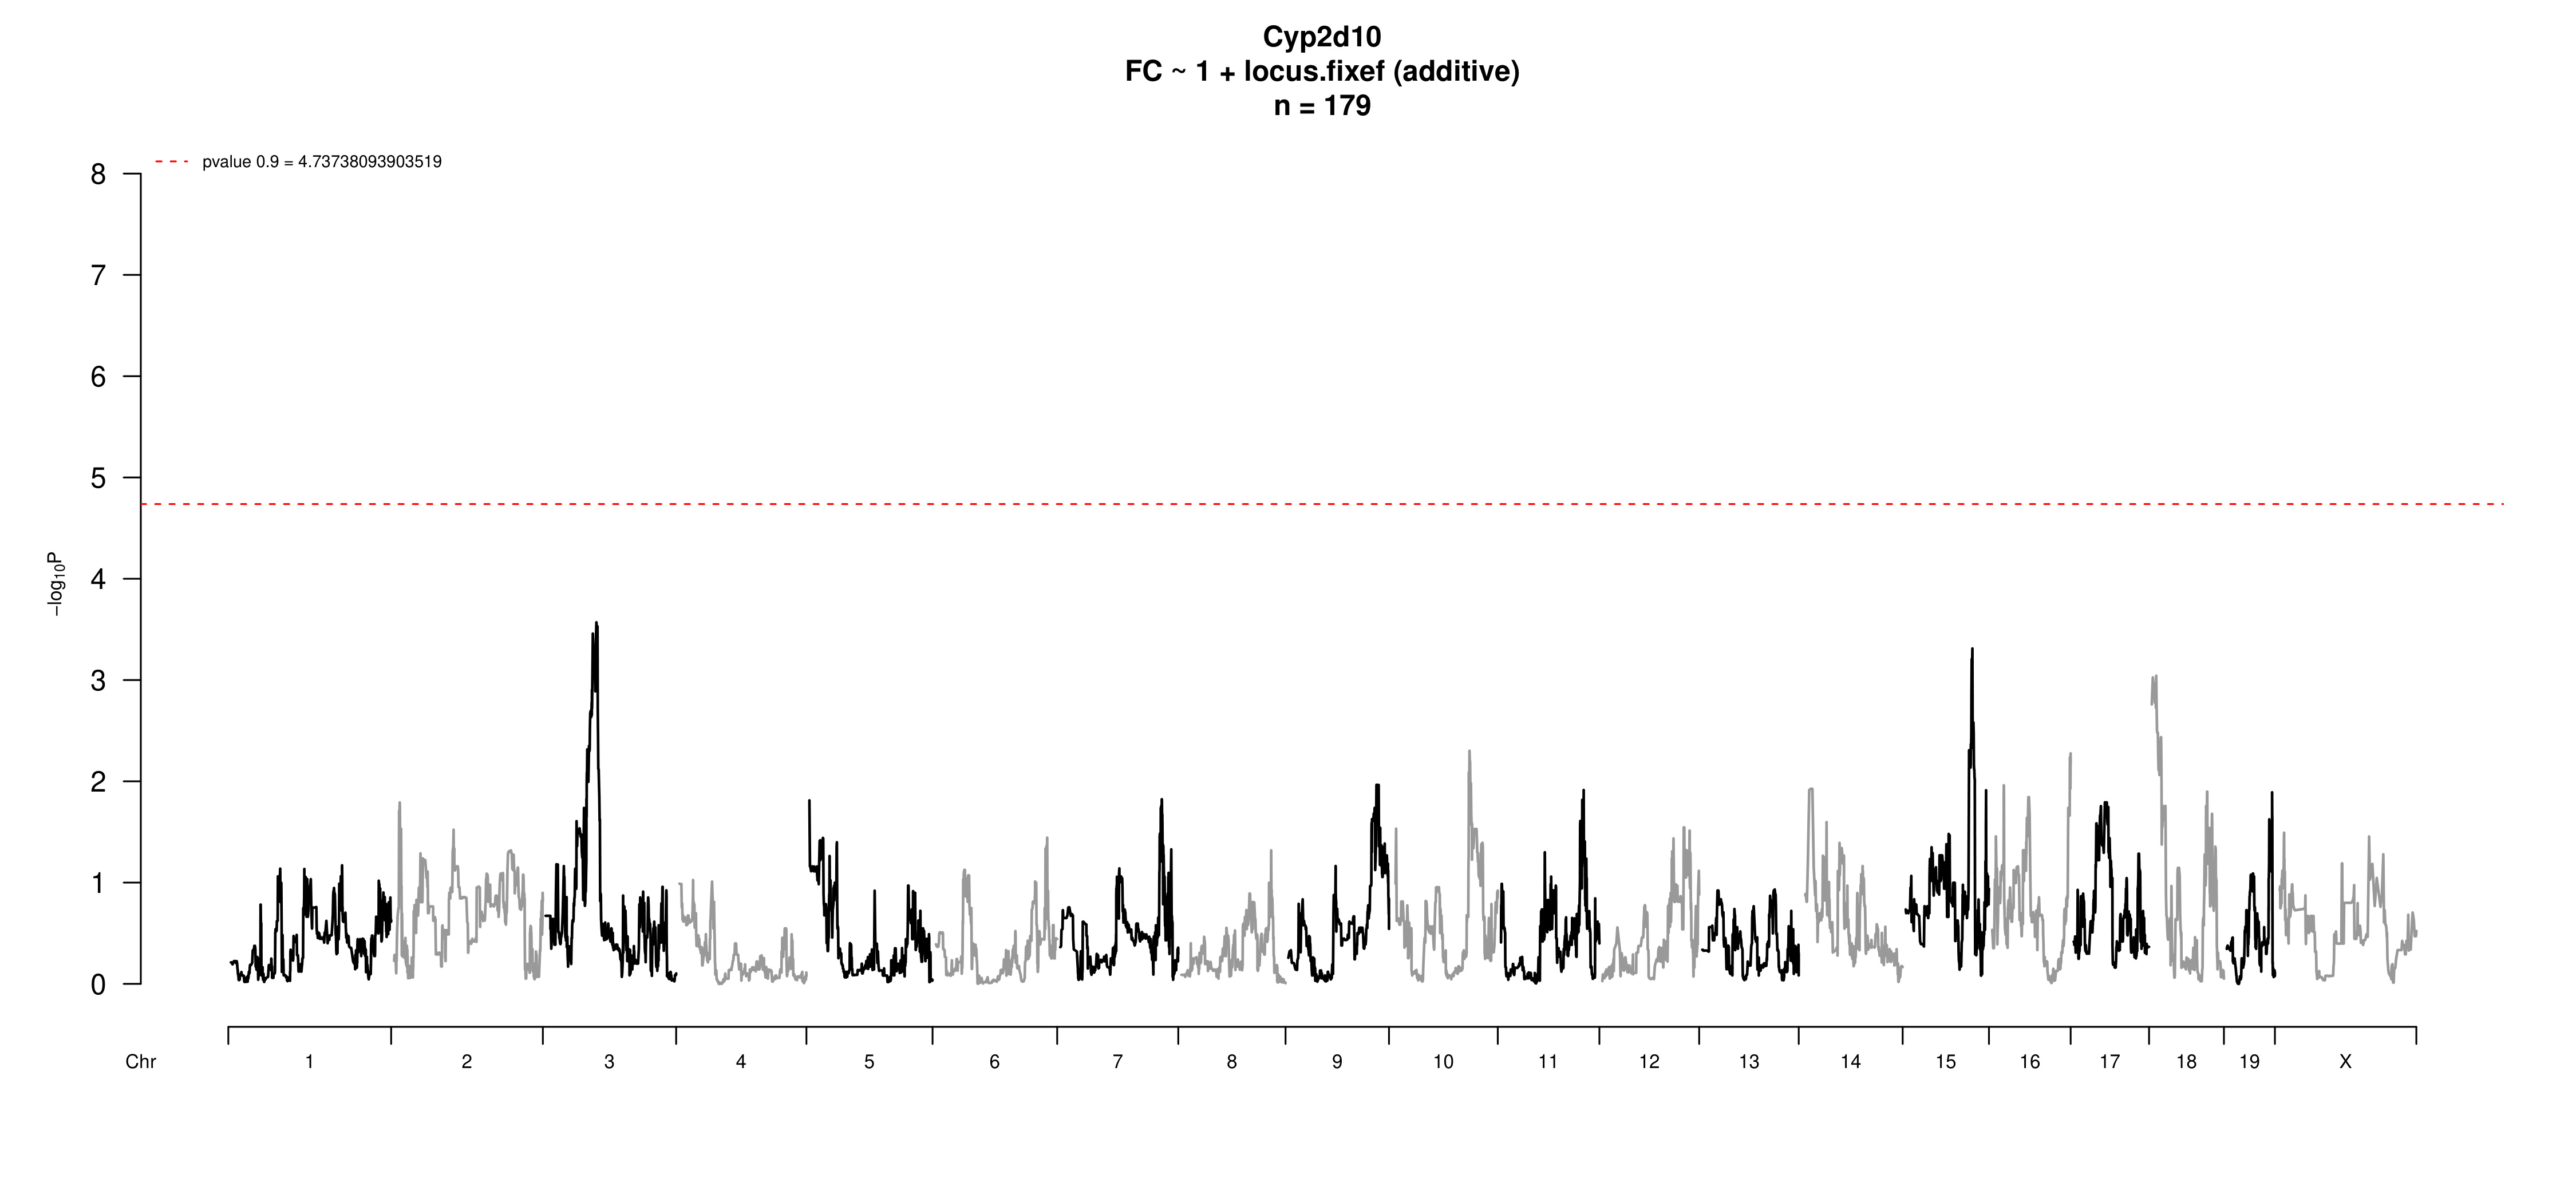 Cyp2d10
FC ~ 1 + locus.fixef (additive)
n = 179
pvalue 0.9 = 4.73738093903519
8
7
6
5
4
3
2
1
0
−log10P
Chr 1 2 3 4 5 6 7 8 9 10 11 12 13 14 15 16 17 18 19 X